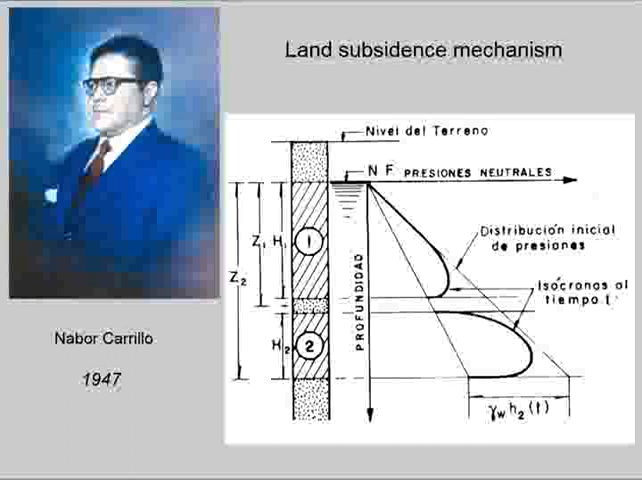 Land subsidence mechanism
Nivel del Terreno
N F PRESIONES NEUTRALES
Distribución inicial
de presiones
Isócronas al
tiempo t
PROFUNDIDAD
Z₂
Z₁
H₁
1
H₂
2
γw h₂(t)
Nabor Carrillo
1947